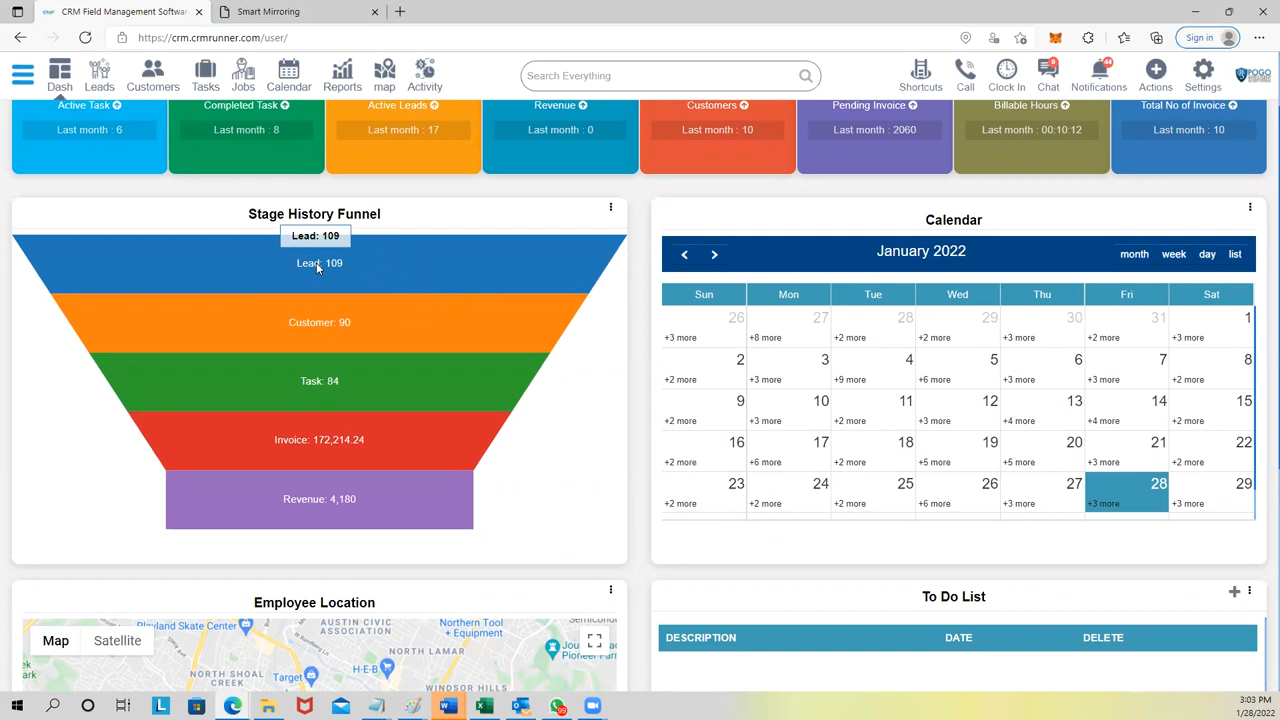 CRM Field Management Softwar
Smart Mirroring
https://crm.crmrunner.com/user/
Sign in
Dash
Leads
Customers
Tasks
Jobs
Calendar
Reports
map
Activity
Search Everything
Shortcuts
Call
Clock In
Chat
Notifications
44
Actions
Settings
POGO
Active Task
Completed Task
Active Leads
Revenue
Customers
Pending Invoice
Billable Hours
Total No of Invoice
Last month : 6
Last month : 8
Last month : 17
Last month : 0
Last month : 10
Last month : 2060
Last month : 00:10:12
Last month : 10
Stage History Funnel
Lead: 109
Lead: 109
Customer: 90
Task: 84
Invoice: 172,214.24
Revenue: 4,180
Calendar
January 2022
month week day list
Sun Mon Tue Wed Thu Fri Sat
26 27 28 29 30 31 1
+3 more +8 more +2 more +2 more +3 more +2 more +3 more
2 3 4 5 6 7 8
+2 more +3 more +9 more +6 more +3 more +3 more +2 more
9 10 11 12 13 14 15
+2 more +3 more +2 more +3 more +4 more +4 more +2 more
16 17 18 19 20 21 22
+2 more +6 more +2 more +5 more +5 more +3 more +2 more
23 24 25 26 27 28 29
+2 more +2 more +2 more +6 more +3 more +3 more +3 more
Employee Location
Map
Satellite
Playland Skate Center
AUSTIN CIVIC
ASSOCIATION
Northern Tool
+ Equipment
NORTH LAMAR
H-E-B
NORTH SHOAL
CREEK
Target
WINDSOR HILLS
To Do List
DESCRIPTION DATE DELETE
3:03 PM
1/28/2022